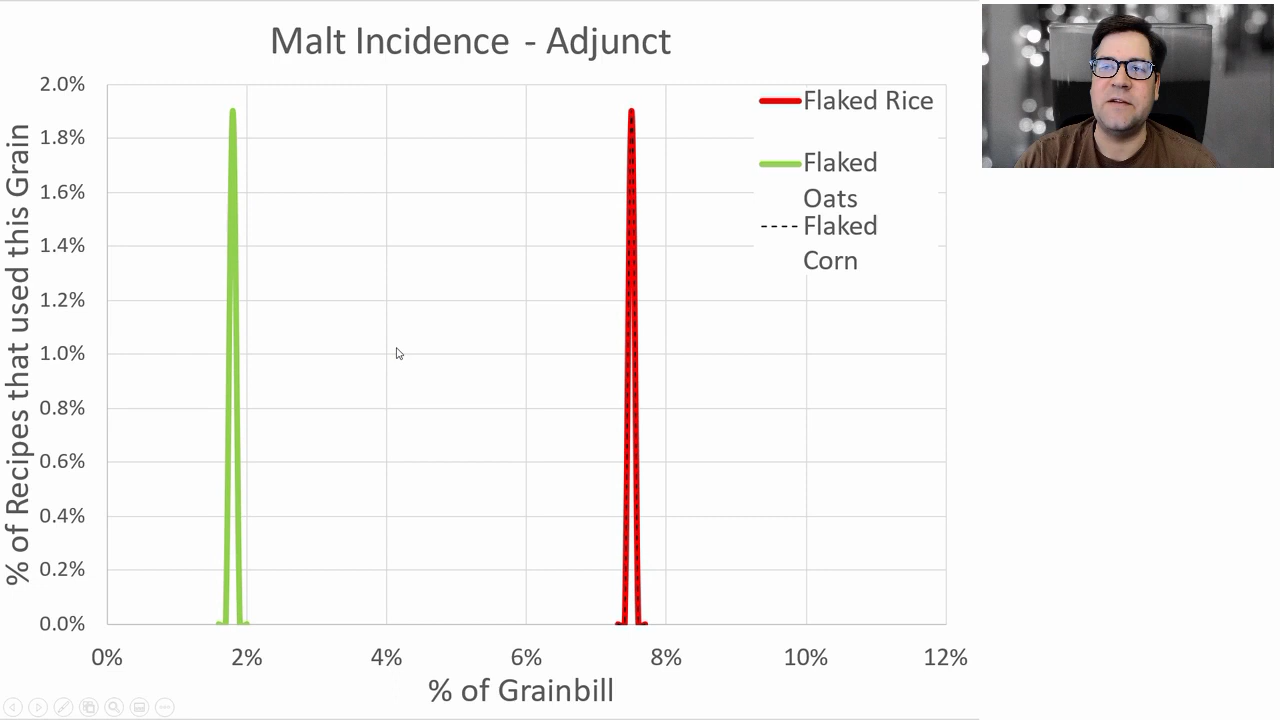 Malt Incidence - Adjunct
% of Recipes that used this Grain
2.0%
1.8%
1.6%
1.4%
1.2%
1.0%
0.8%
0.6%
0.4%
0.2%
0.0%
Flaked Rice
Flaked
Oats
Flaked
Corn
0% 2% 4% 6% 8% 10% 12%
% of Grainbill